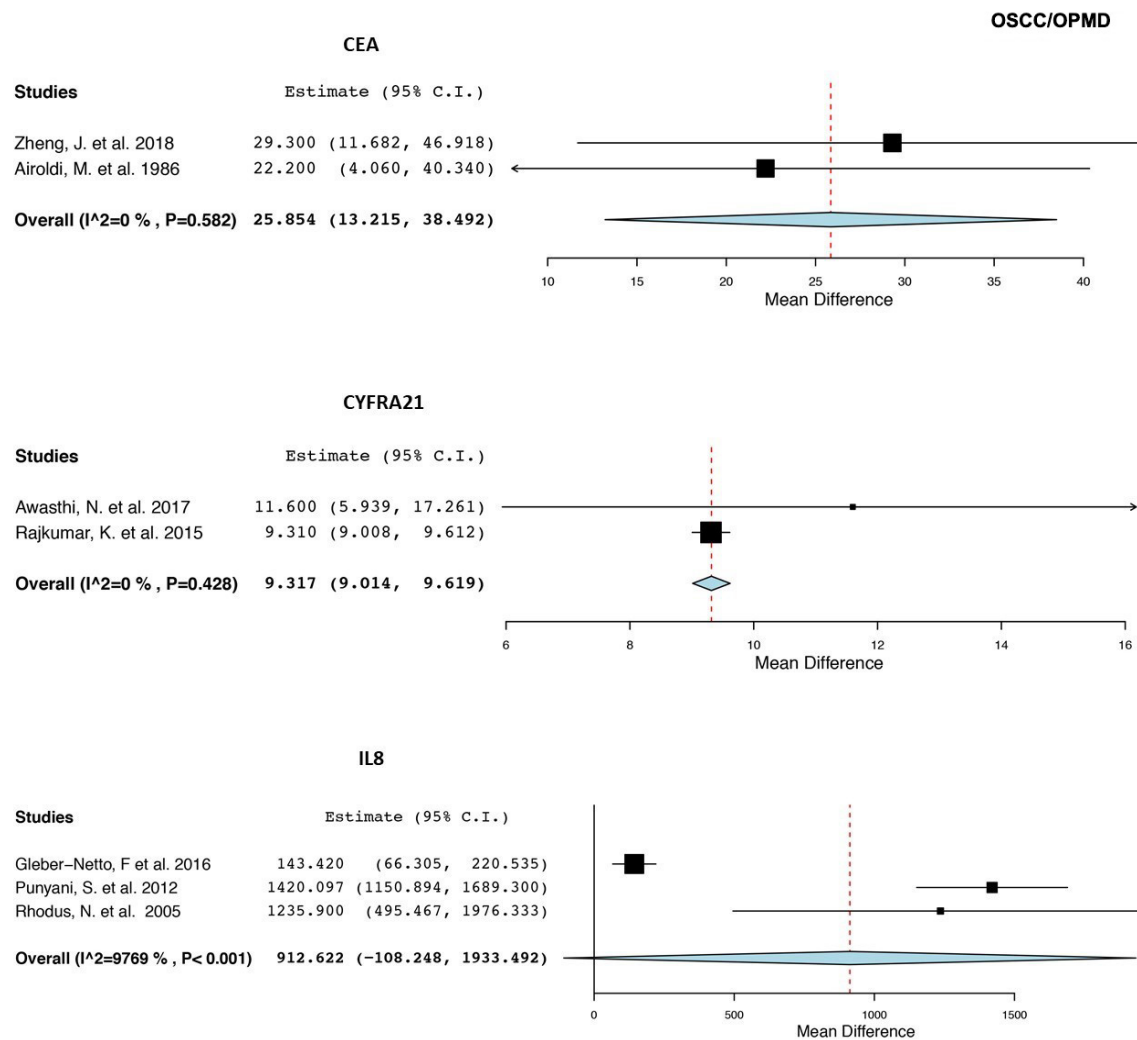 OSCC/OPMD
CEA
Studies Estimate (95% C.I.)
Zheng, J. et al. 2018 29.300 (11.682, 46.918)
Airoldi, M. et al. 1986 22.200 (4.060, 40.340)
Overall (I^2=0 % , P=0.582) 25.854 (13.215, 38.492)
10 15 20 25 30 35 40
Mean Difference
CYFRA21
Studies Estimate (95% C.I.)
Awasthi, N. et al. 2017 11.600 (5.939, 17.261)
Rajkumar, K. et al. 2015 9.310 (9.008, 9.612)
Overall (I^2=0 % , P=0.428) 9.317 (9.014, 9.619)
6 8 10 12 14 16
Mean Difference
IL8
Studies Estimate (95% C.I.)
Gleber−Netto, F et al. 2016 143.420 (66.305, 220.535)
Punyani, S. et al. 2012 1420.097 (1150.894, 1689.300)
Rhodus, N. et al. 2005 1235.900 (495.467, 1976.333)
Overall (I^2=9769 % , P< 0.001) 912.622 (−108.248, 1933.492)
0 500 1000 1500
Mean Difference